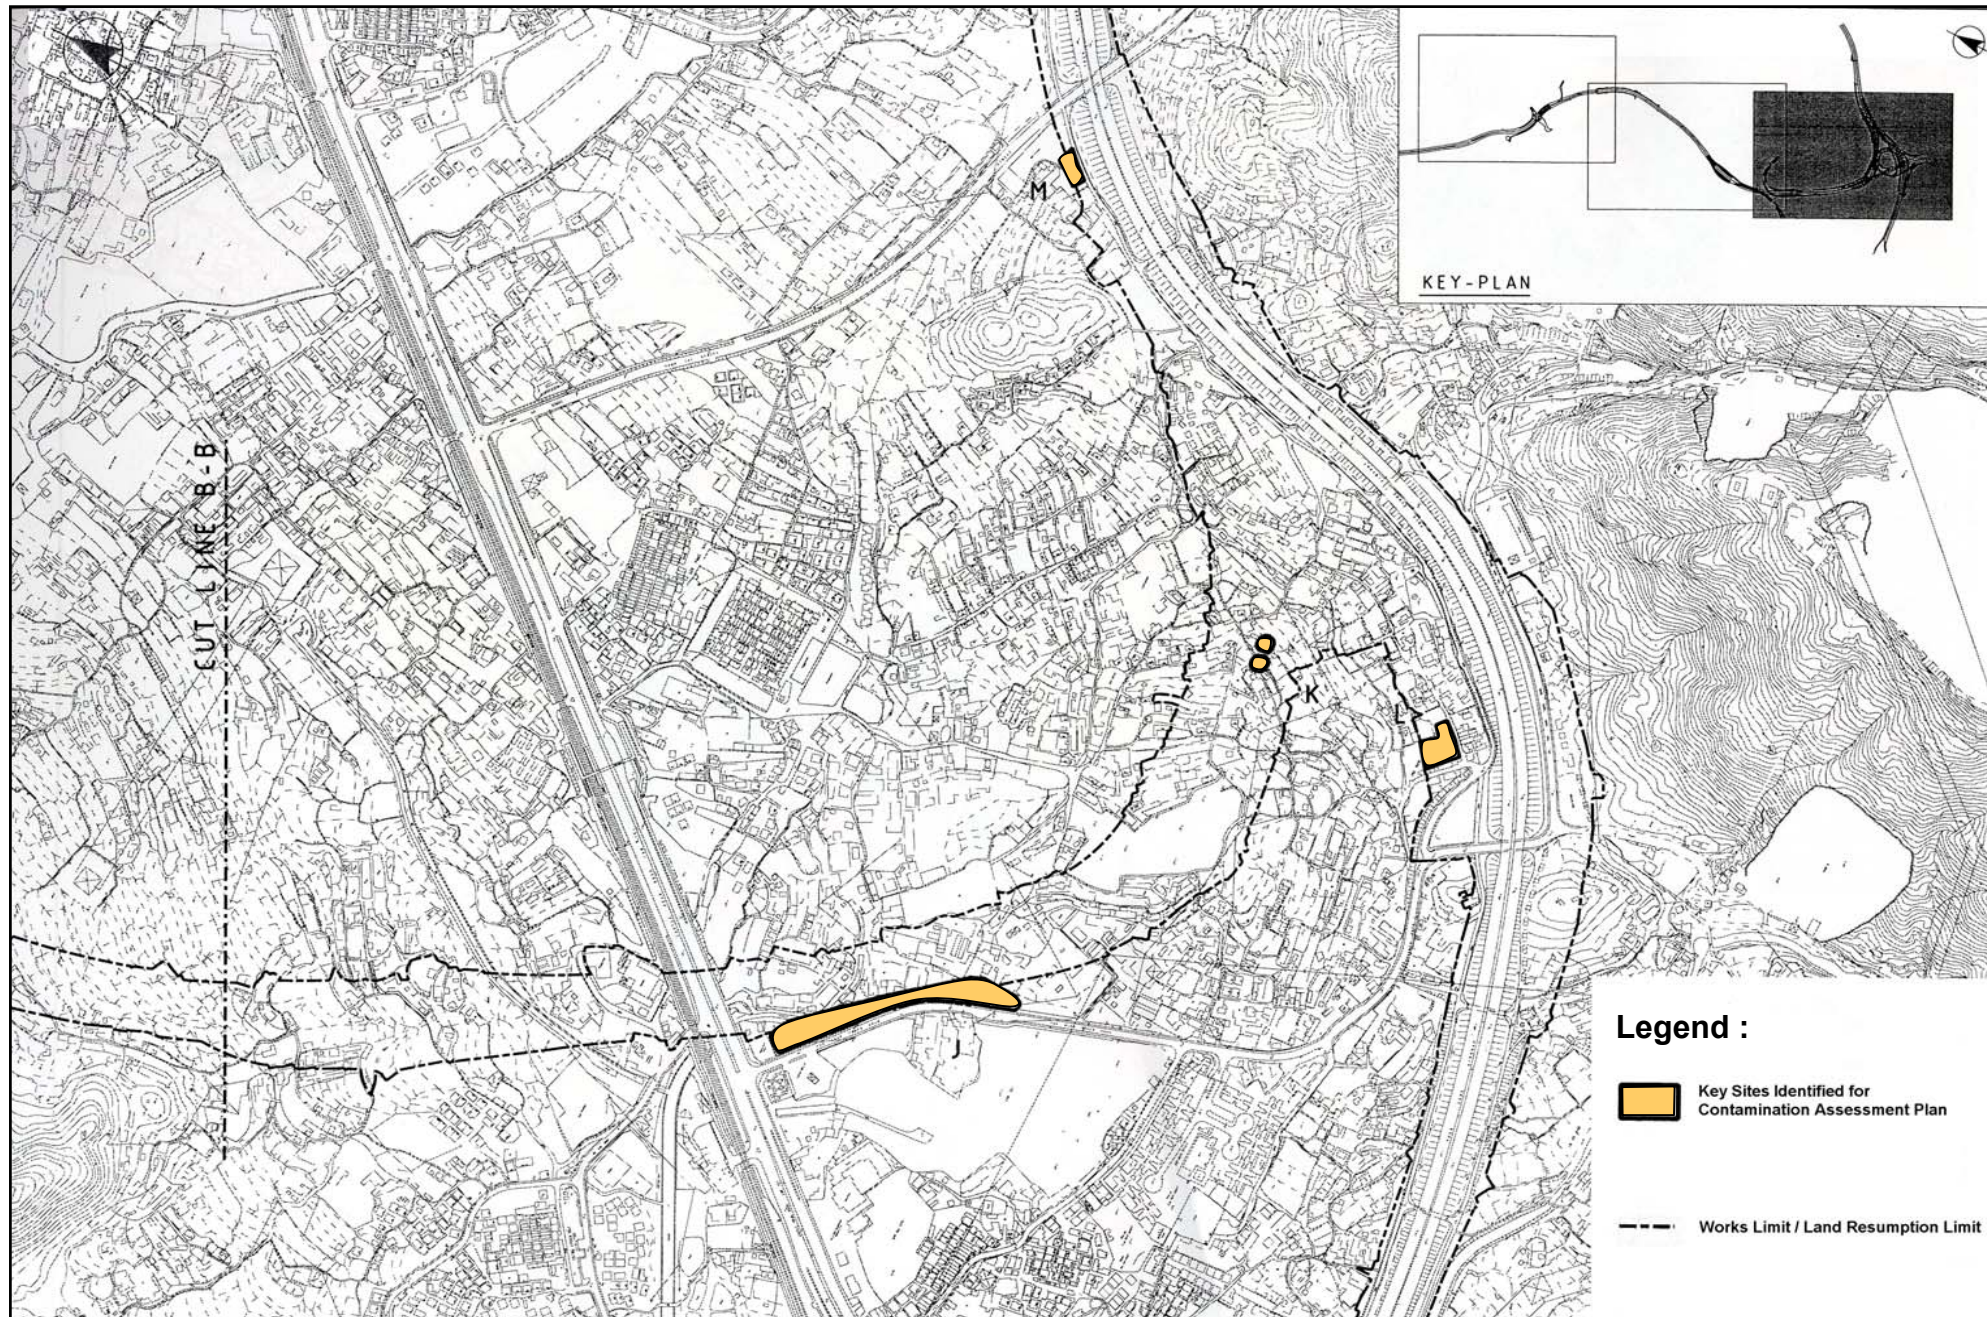 KEY-PLAN
M
CUT LINE B-B
K
L
J
Legend :
Key Sites Identified for
Contamination Assessment Plan
Works Limit / Land Resumption Limit